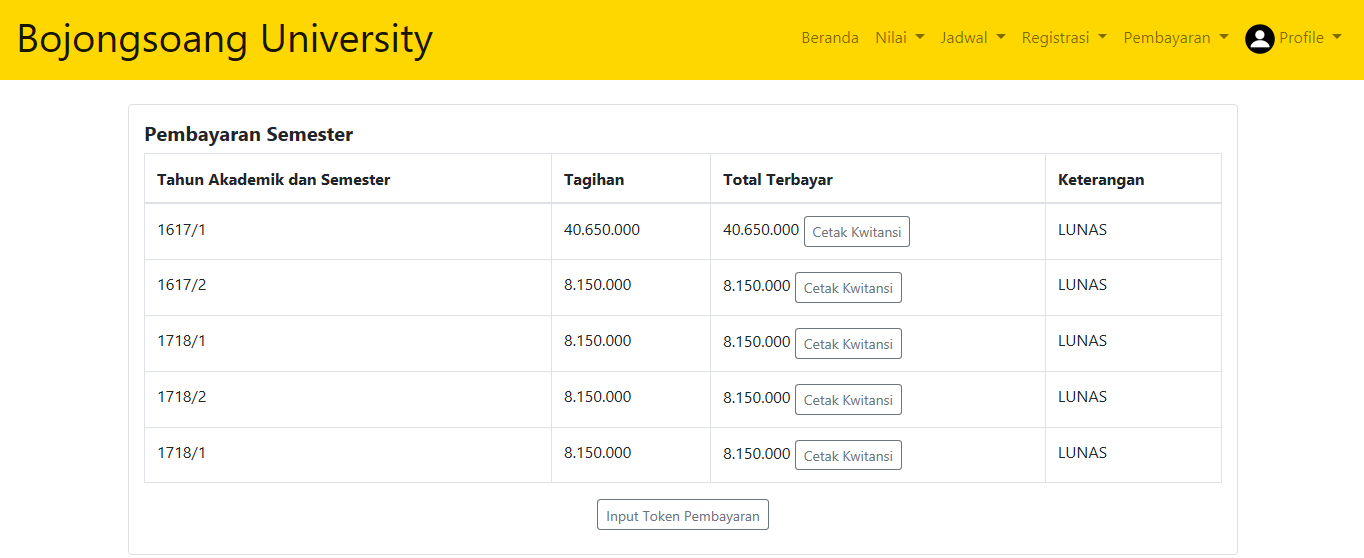 Bojongsoang University
Beranda Nilai Jadwal Registrasi Pembayaran Profile
Pembayaran Semester
Tahun Akademik dan Semester Tagihan Total Terbayar Keterangan
1617/1 40.650.000 40.650.000 Cetak Kwitansi LUNAS
1617/2 8.150.000 8.150.000 Cetak Kwitansi LUNAS
1718/1 8.150.000 8.150.000 Cetak Kwitansi LUNAS
1718/2 8.150.000 8.150.000 Cetak Kwitansi LUNAS
1718/1 8.150.000 8.150.000 Cetak Kwitansi LUNAS
Input Token Pembayaran